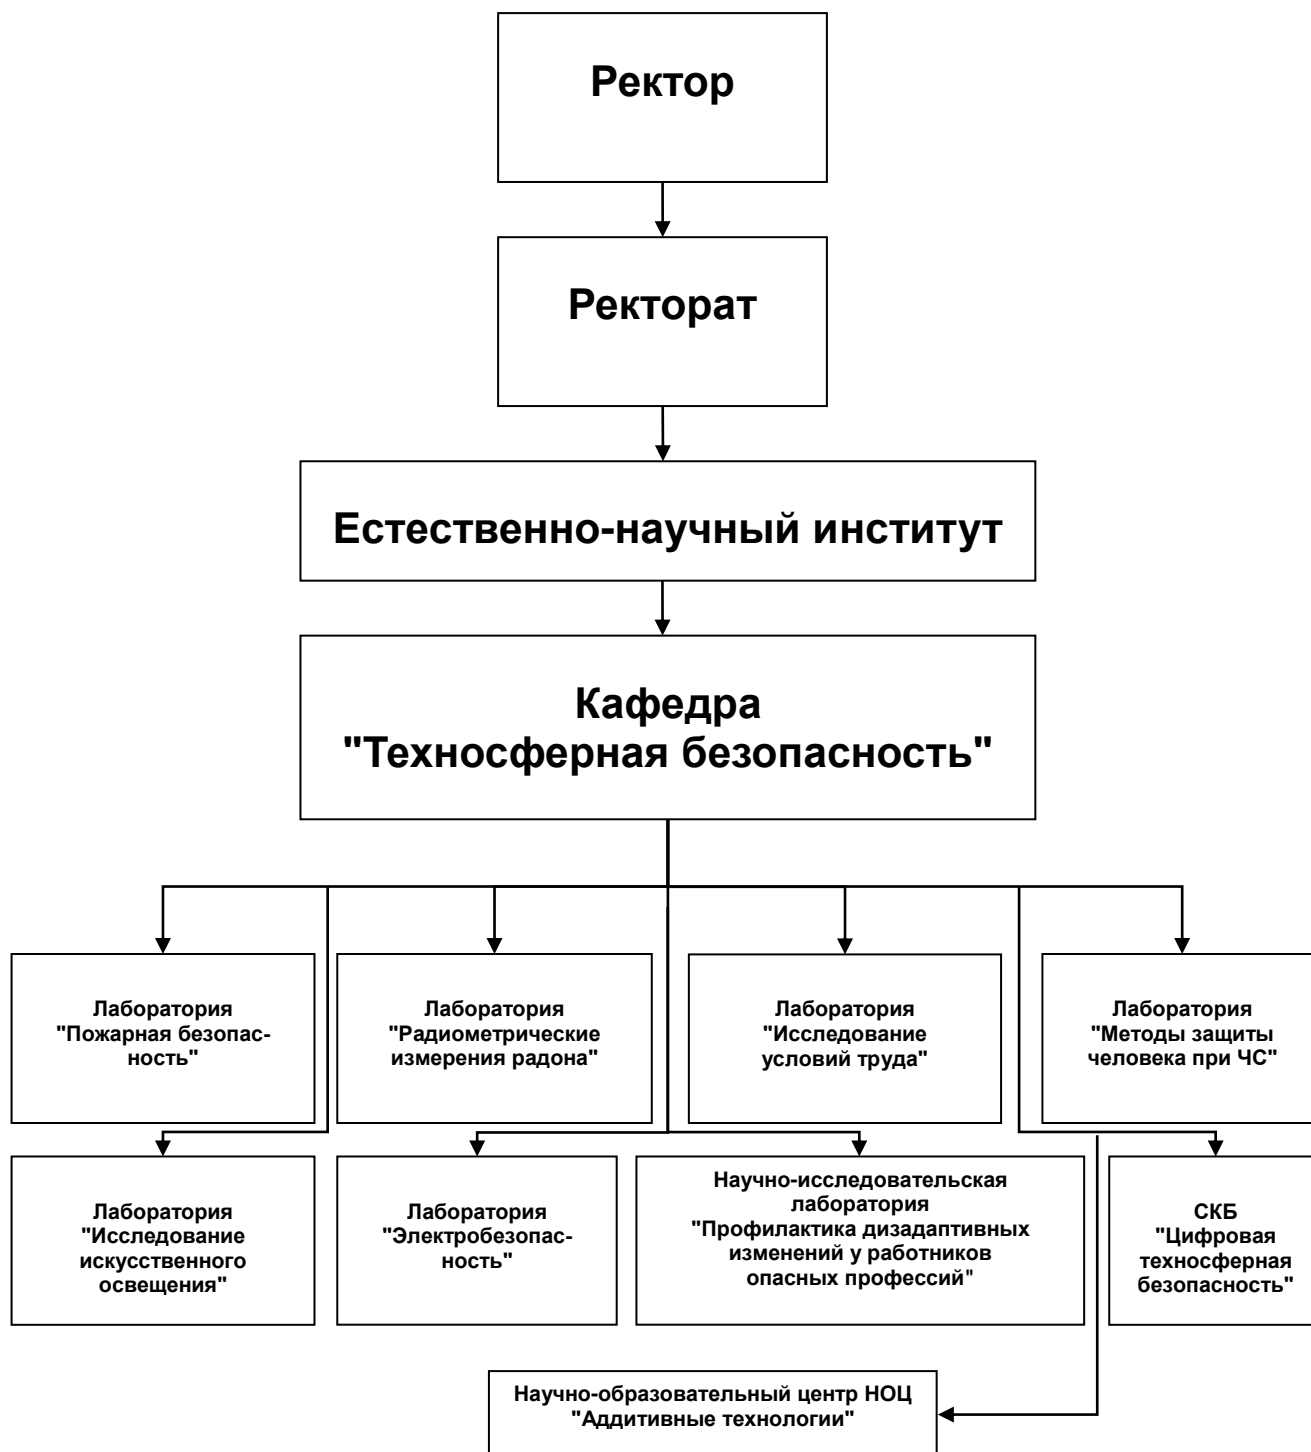 Ректор
Ректорат
Естественно-научный институт
Кафедра
"Техносферная безопасность"
Лаборатория
"Пожарная безопас-
ность"
Лаборатория
"Радиометрические
измерения радона"
Лаборатория
"Исследование
условий труда"
Лаборатория
"Методы защиты
человека при ЧС"
Лаборатория
"Исследование
искусственного
освещения"
Лаборатория
"Электробезопас-
ность"
Научно-исследовательская
лаборатория
"Профилактика дизадаптивных
изменений у работников
опасных профессий"
СКБ
"Цифровая
техносферная
безопасность"
Научно-образовательный центр НОЦ
"Аддитивные технологии"